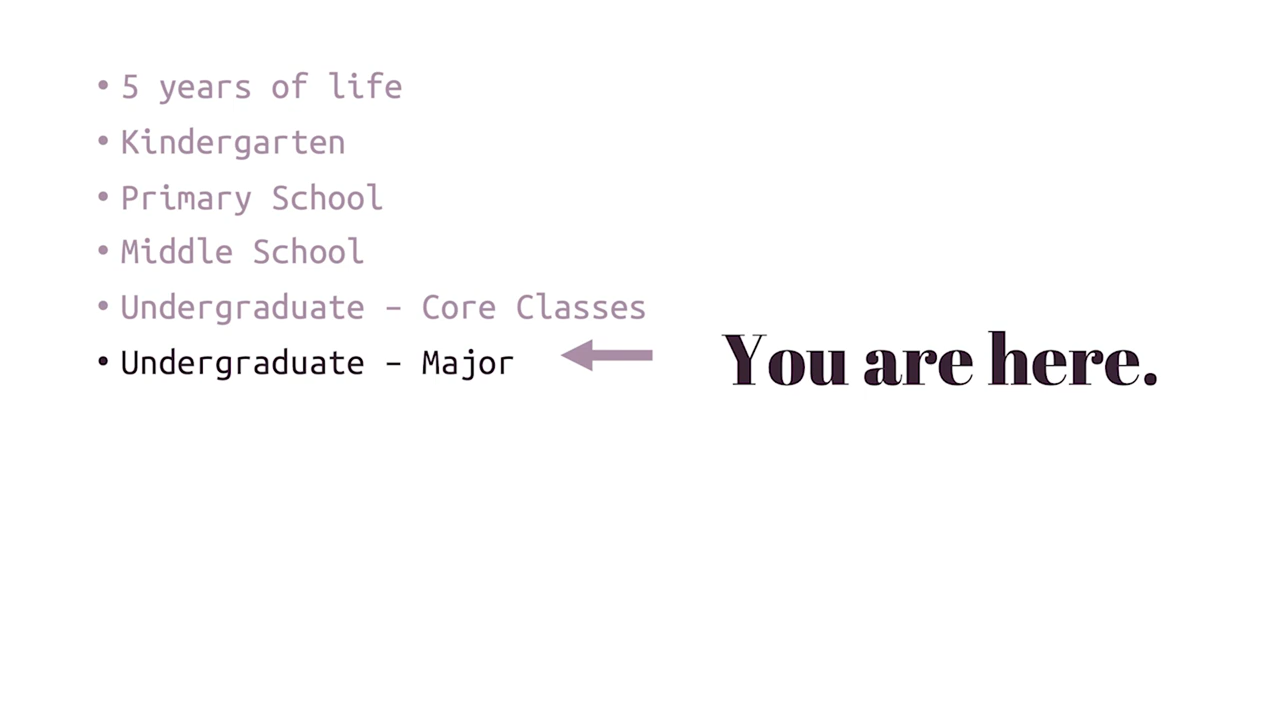 • 5 years of life
• Kindergarten
• Primary School
• Middle School
• Undergraduate – Core Classes
• Undergraduate – Major
You are here.